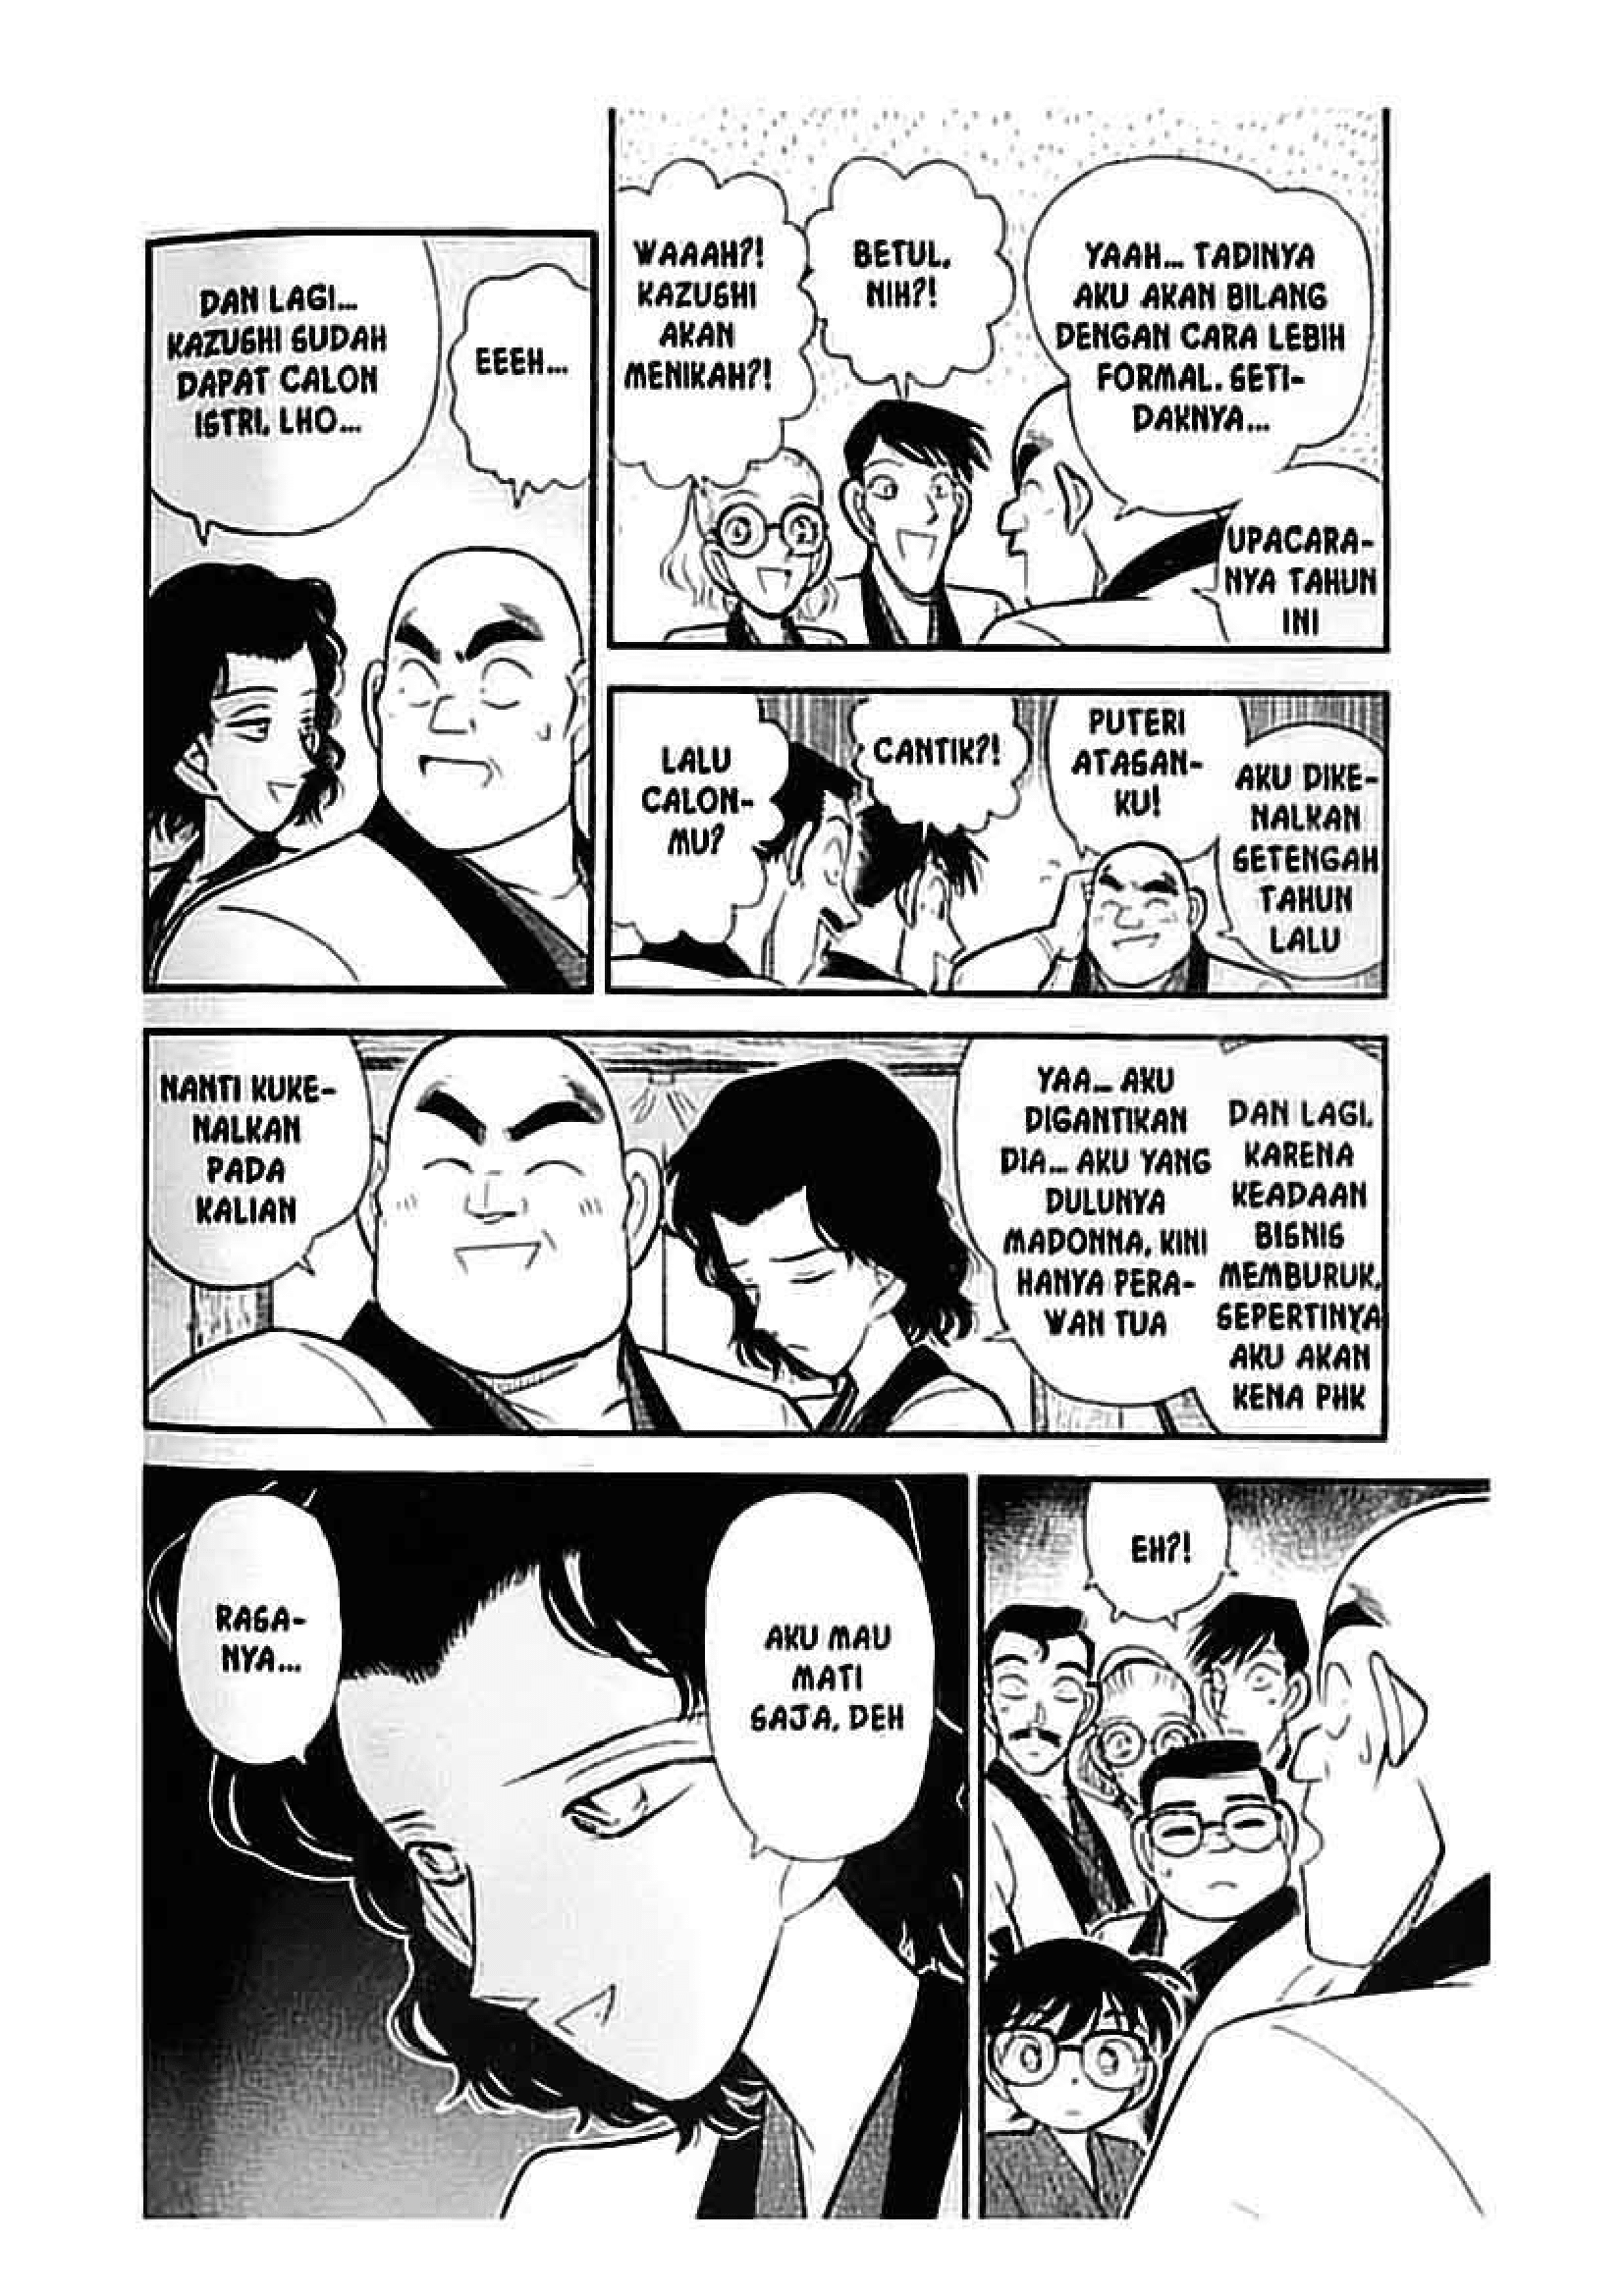 DAN LAGI...
KAZUSHI SUDAH
DAPAT CALON
ISTRI, LHO...
EEEH...
WAAAH?!
KAZUSHI
AKAN
MENIKAH?!
BETUL,
NIH?!
YAAH... TADINYA
AKU AKAN BILANG
DENGAN CARA LEBIH
FORMAL. SETI-
DAKNYA...
UPACARA-
NYA TAHUN
INI
LALU
CALON-
MU?
CANTIK?!
PUTERI
ATASAN-
KU!
AKU DIKE-
NALKAN
SETENGAH
TAHUN
LALU
NANTI KUKE-
NALKAN
PADA
KALIAN
YAA... AKU
DIGANTIKAN
DIA... AKU YANG
DULUNYA
MADONNA, KINI
HANYA PERA-
WAN TUA
DAN LAGI,
KARENA
KEADAAN
BISNIS
MEMBURUK,
SEPERTINYA
AKU AKAN
KENA PHK
RASA-
NYA...
AKU MAU
MATI
SAJA, DEH
EH?!